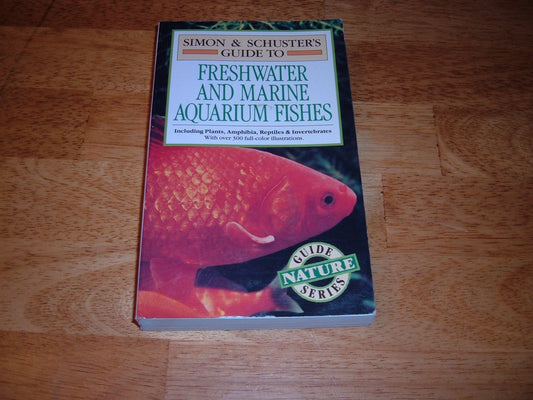 SIMON & SCHUSTER'S
GUIDE TO
FRESHWATER
AND MARINE
AQUARIUM FISHES
Including Plants, Amphibia, Reptiles & Invertebrates
With over 300 full-color illustrations.
GUIDE
NATURE
SERIES